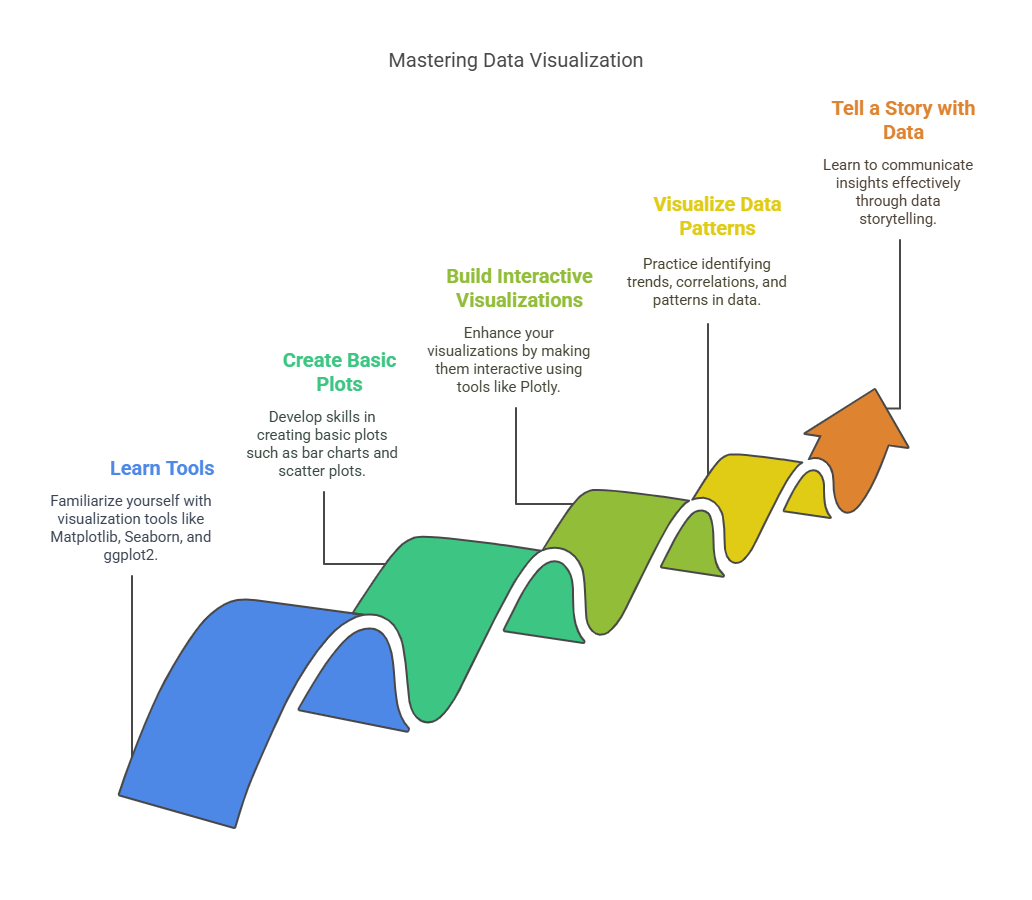 Mastering Data Visualization
Tell a Story with
Data
Learn to communicate
insights effectively
through data
storytelling.
Visualize Data
Patterns
Practice identifying
trends, correlations, and
patterns in data.
Build Interactive
Visualizations
Enhance your
visualizations by making
them interactive using
tools like Plotly.
Create Basic
Plots
Develop skills in
creating basic plots
such as bar charts and
scatter plots.
Learn Tools
Familiarize yourself with
visualization tools like
Matplotlib, Seaborn, and
ggplot2.